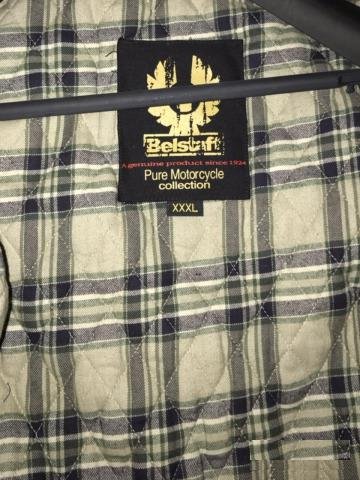 Belstaff
A genuine product since 1924
Pure Motorcycle
collection
XXXL